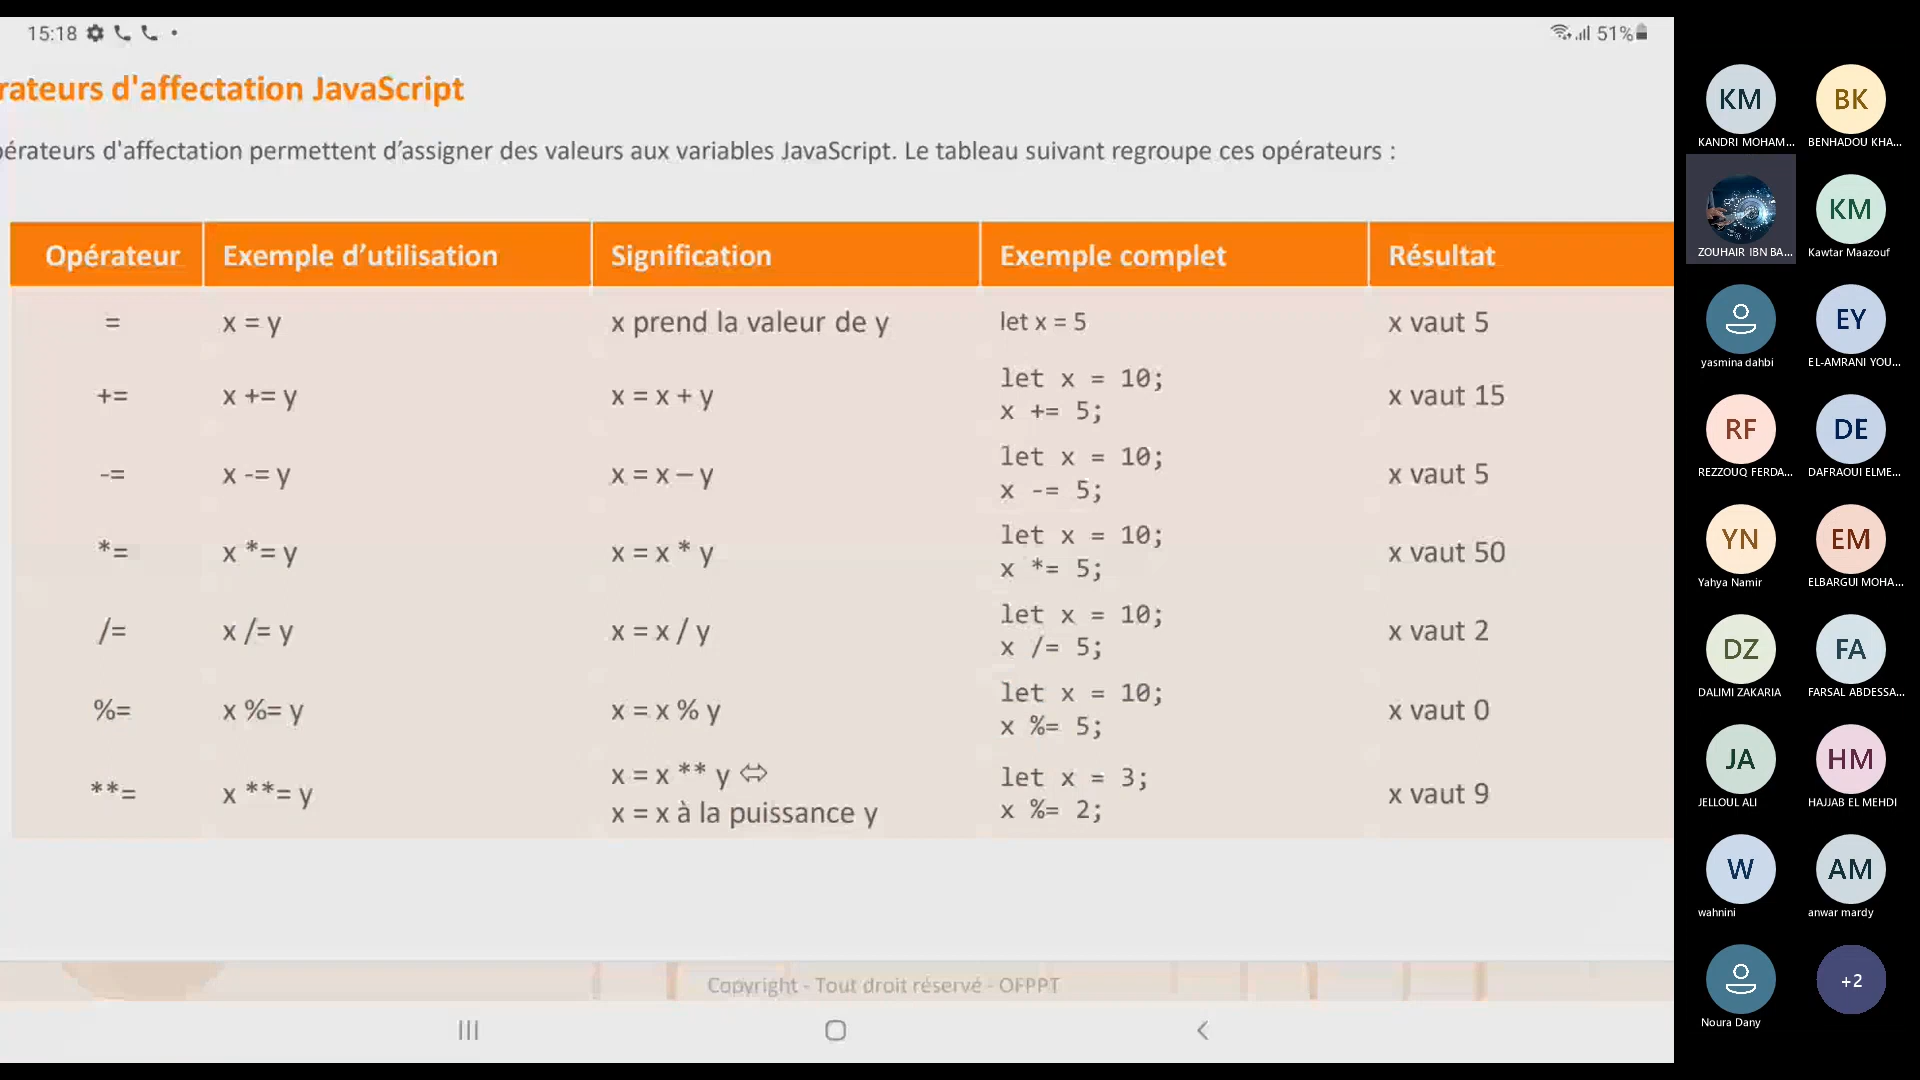 15:18
51%
rateurs d'affectation JavaScript
pérateurs d'affectation permettent d’assigner des valeurs aux variables JavaScript. Le tableau suivant regroupe ces opérateurs :
Opérateur Exemple d’utilisation Signification Exemple complet Résultat
= x = y x prend la valeur de y let x = 5 x vaut 5
+= x += y x = x + y let x = 10; x vaut 15
x += 5;
-= x -= y x = x – y let x = 10; x vaut 5
x -= 5;
*= x *= y x = x * y let x = 10; x vaut 50
x *= 5;
/= x /= y x = x / y let x = 10; x vaut 2
x /= 5;
%= x %= y x = x % y let x = 10; x vaut 0
x %= 5;
**= x **= y x = x ** y ⬄ let x = 3; x vaut 9
x = x à la puissance y x %= 2;
Copyright - Tout droit réservé - OFPPT
KM BK
KANDRI MOHAM... BENHADOU KHA...
KM
ZOUHAIR IBN BA... Kawtar Maazouf
EY
yasmina dahbi EL-AMRANI YOU...
RF DE
REZZOUQ FERDA... DAFRAOUI ELME...
YN EM
Yahya Namir ELBARGUI MOHA...
DZ FA
DALIMI ZAKARIA FARSAL ABDESSA...
JA HM
JELLOUL ALI HAJJAB EL MEHDI
W AM
wahnini anwar mardy
+2
Noura Dany